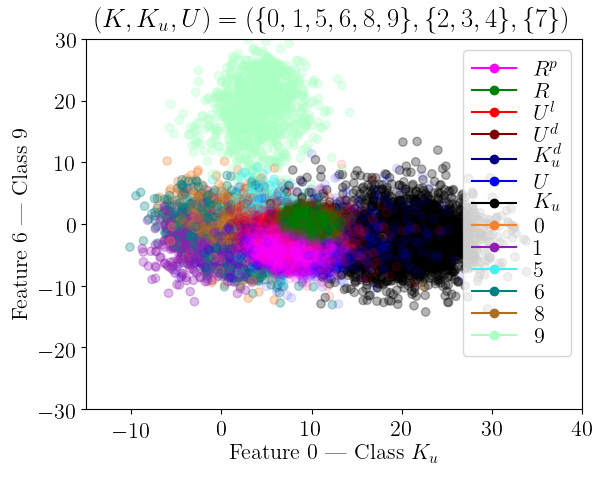 (K, K_u, U) = ({0, 1, 5, 6, 8, 9}, {2, 3, 4}, {7})
30
20
10
0
−10
−20
−30
Feature 6 — Class 9
R^p
R
U^l
U^d
K_u^d
U
K_u
0
1
5
6
8
9
−10
0
10
20
30
40
Feature 0 — Class K_u